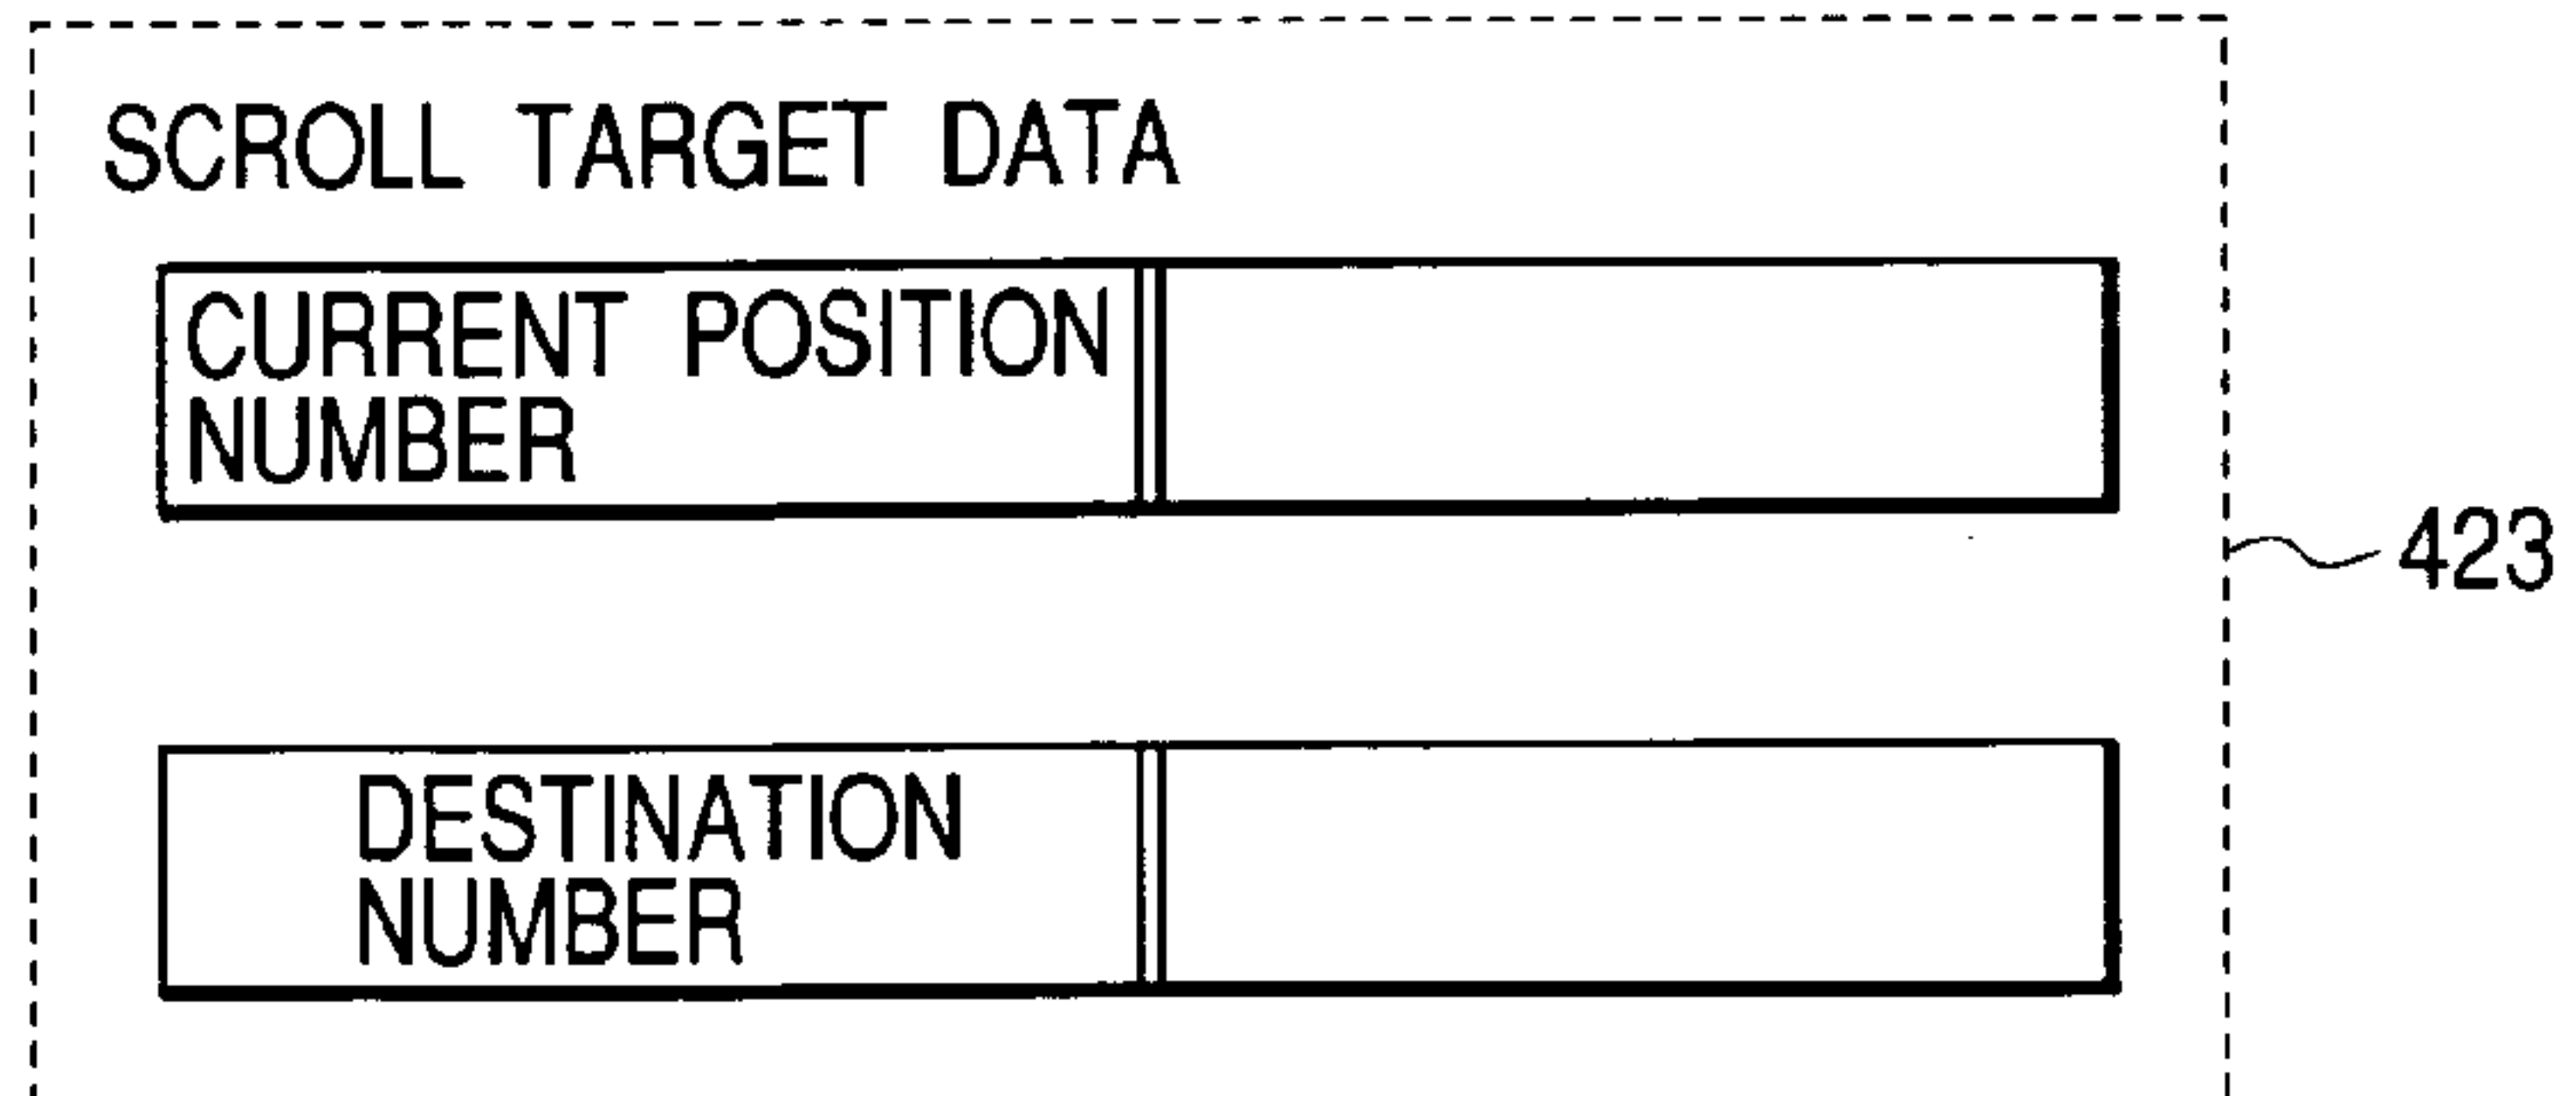 SCROLL TARGET DATA
CURRENT POSITION
NUMBER
423
DESTINATION
NUMBER